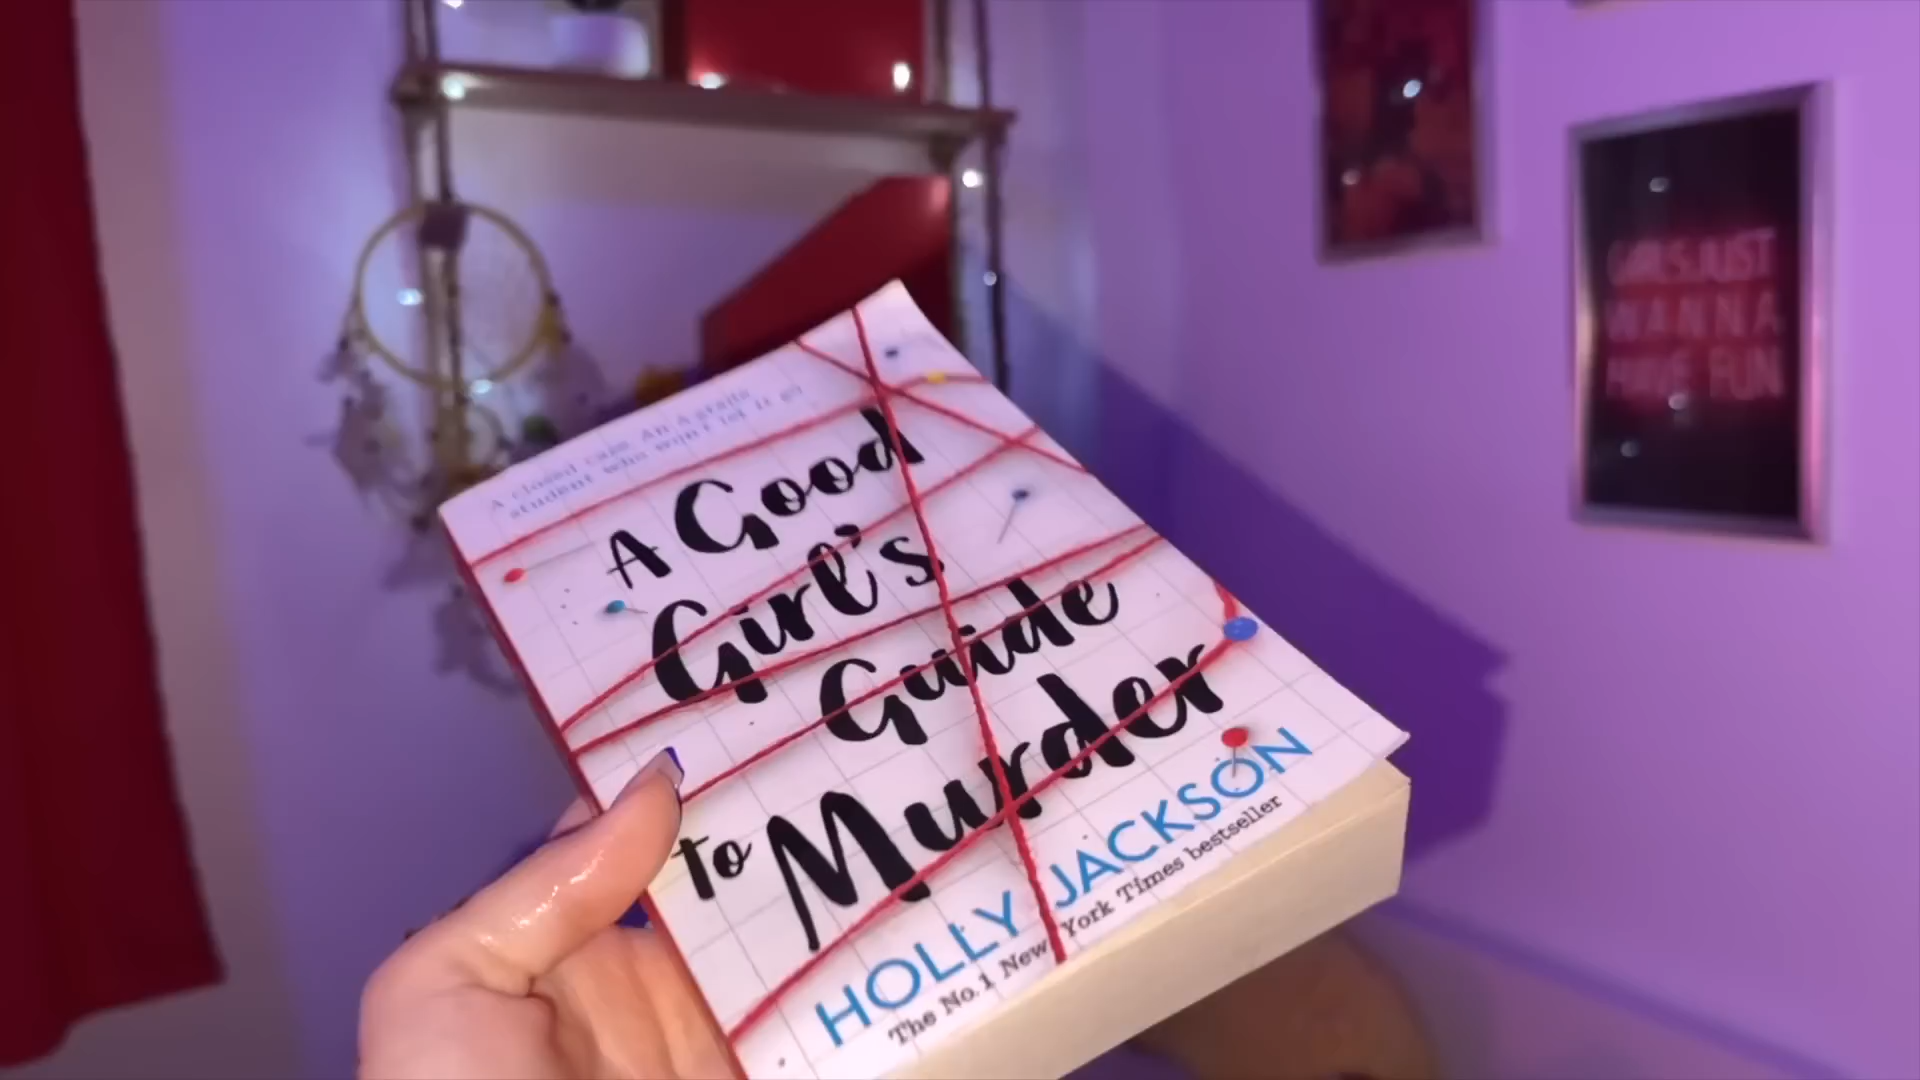 A closed case. An A grade
student who won't let it go
A Good
Girl's
Guide
to Murder
HOLLY JACKSON
The No.1 New York Times bestseller
GIRLS JUST
WANNA
HAVE FUN